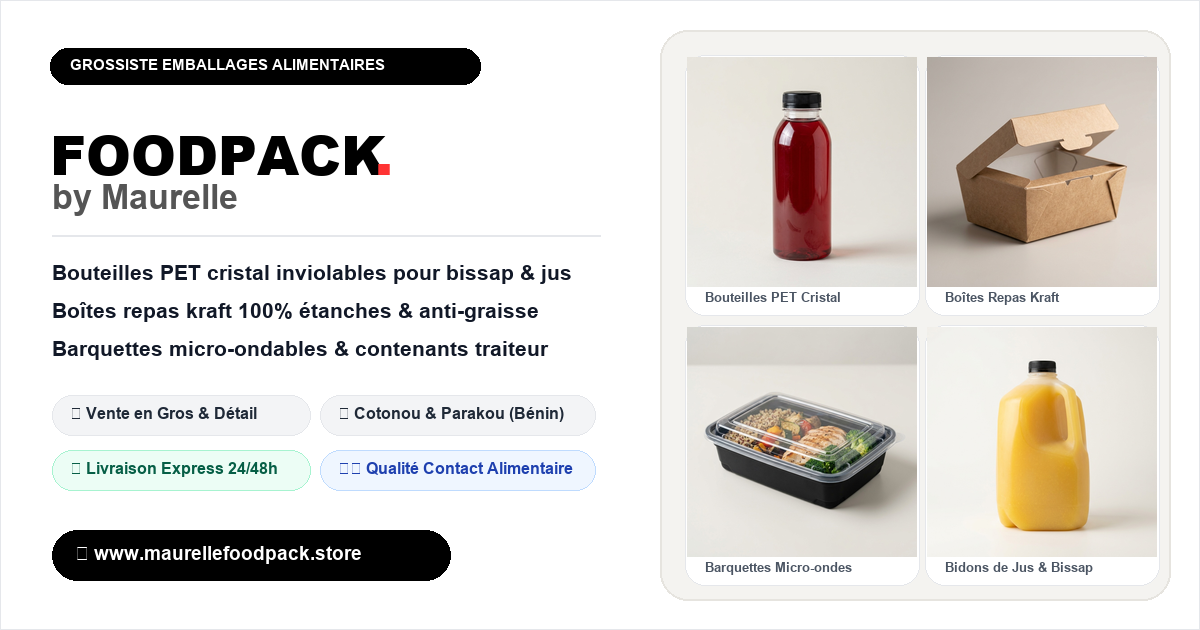 GROSSISTE EMBALLAGES ALIMENTAIRES
FOODPACK.
by Maurelle
Bouteilles PET cristal inviolables pour bissap & jus
Boîtes repas kraft 100% étanches & anti-graisse
Barquettes micro-ondables & contenants traiteur
Vente en Gros & Détail
Cotonou & Parakou (Bénin)
Livraison Express 24/48h
Qualité Contact Alimentaire
www.maurellefoodpack.store
Bouteilles PET Cristal
Boîtes Repas Kraft
Barquettes Micro-ondes
Bidons de Jus & Bissap